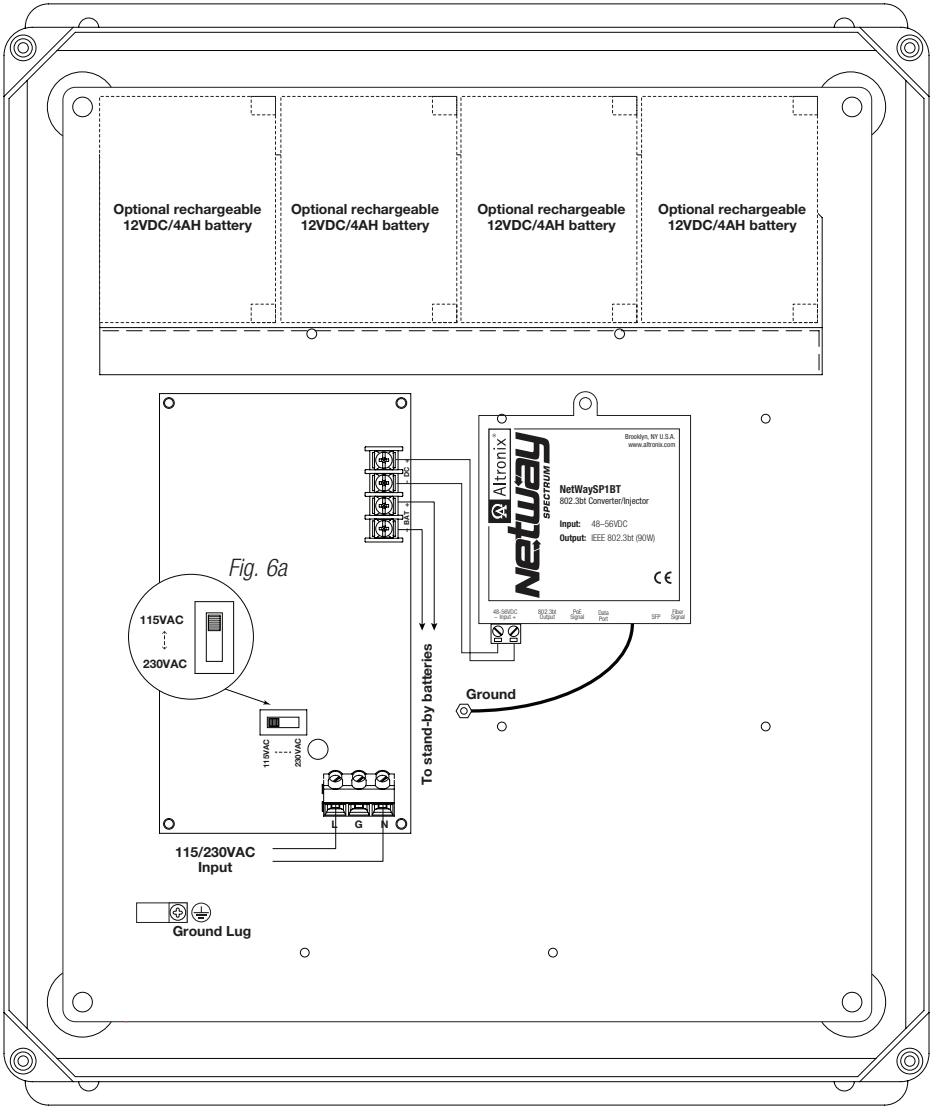 Optional rechargeable
12VDC/4AH battery
Optional rechargeable
12VDC/4AH battery
Optional rechargeable
12VDC/4AH battery
Optional rechargeable
12VDC/4AH battery
+
DC
-
+
BAT
-
Fig. 6a
115VAC
230VAC
115VAC
230VAC
L G N
115/230VAC
Input
Ground Lug
To stand-by batteries
Ground
Altronix®
Netway
SPECTRUM
Brooklyn, NY U.S.A.
www.altronix.com
NetWaySP1BT
802.3bt Converter/Injector
Input: 48–56VDC
Output: IEEE 802.3bt (90W)
CE
48-56VDC
– Input +
802.3bt
Output
PoE
Signal
Data
Port
SFP
Fiber
Signal